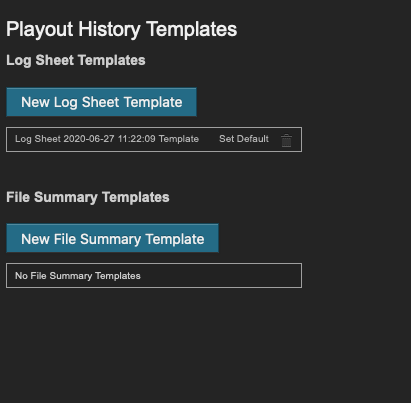 Playout History Templates
Log Sheet Templates
New Log Sheet Template
Log Sheet 2020-06-27 11:22:09 Template Set Default
File Summary Templates
New File Summary Template
No File Summary Templates